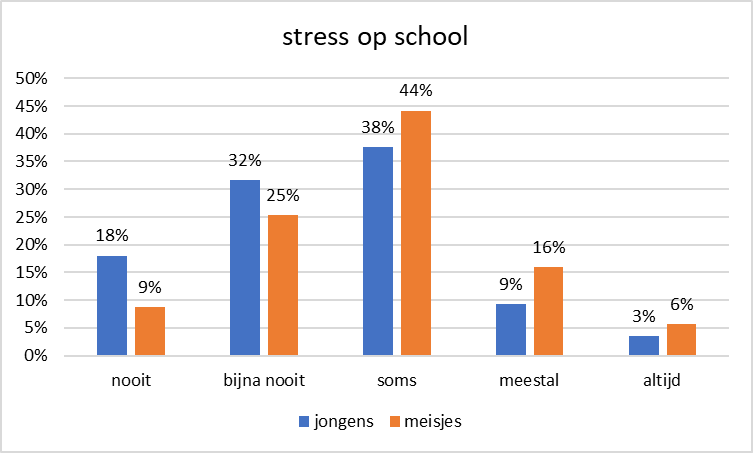 stress op school
50%
45%
40%
35%
30%
25%
20%
15%
10%
5%
0%
18%
9%
32%
25%
38%
44%
9%
16%
3%
6%
nooit
bijna nooit
soms
meestal
altijd
jongens
meisjes